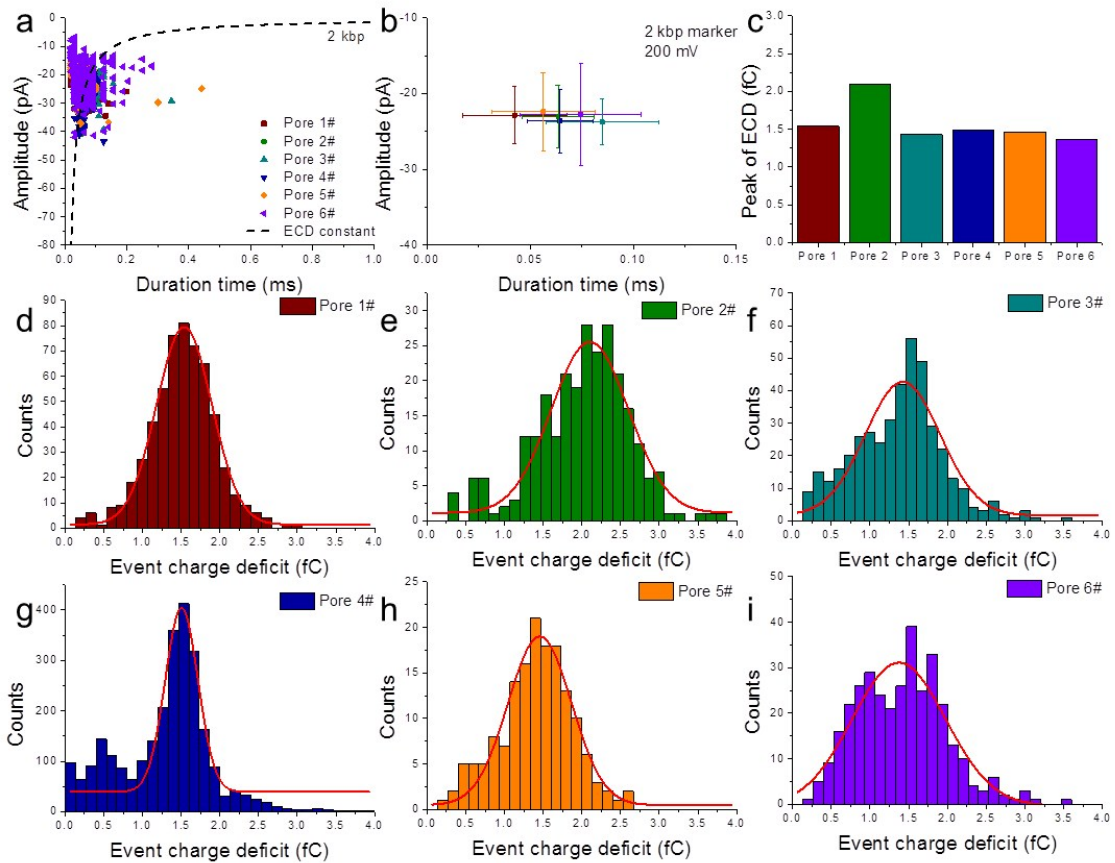 a
0
-10
-20
-30
-40
-50
-60
-70
-80
Amplitude (pA)
2 kbp
Pore 1#
Pore 2#
Pore 3#
Pore 4#
Pore 5#
Pore 6#
ECD constant
0.0 0.2 0.4 0.6 0.8 1.0
Duration time (ms)
b
0
-10
-20
-30
-40
Amplitude (pA)
2 kbp marker
200 mV
0.00 0.05 0.10 0.15
Duration time (ms)
c
3.0
2.5
2.0
1.5
1.0
0.5
0.0
Peak of ECD (fC)
Pore 1 Pore 2 Pore 3 Pore 4 Pore 5 Pore 6
d
Pore 1#
90
80
70
60
50
40
30
20
10
0
Counts
0.0 0.5 1.0 1.5 2.0 2.5 3.0 3.5 4.0
Event charge deficit (fC)
e
Pore 2#
30
25
20
15
10
5
0
Counts
0.0 0.5 1.0 1.5 2.0 2.5 3.0 3.5 4.0
Event charge deficit (fC)
f
Pore 3#
70
60
50
40
30
20
10
0
Counts
0.0 0.5 1.0 1.5 2.0 2.5 3.0 3.5 4.0
Event charge deficit (fC)
g
Pore 4#
400
300
200
100
0
Counts
0.0 0.5 1.0 1.5 2.0 2.5 3.0 3.5 4.0
Event charge deficit (fC)
h
Pore 5#
25
20
15
10
5
0
Counts
0.0 0.5 1.0 1.5 2.0 2.5 3.0 3.5 4.0
Event charge deficit (fC)
i
Pore 6#
50
40
30
20
10
0
Counts
0.0 0.5 1.0 1.5 2.0 2.5 3.0 3.5 4.0
Event charge deficit (fC)